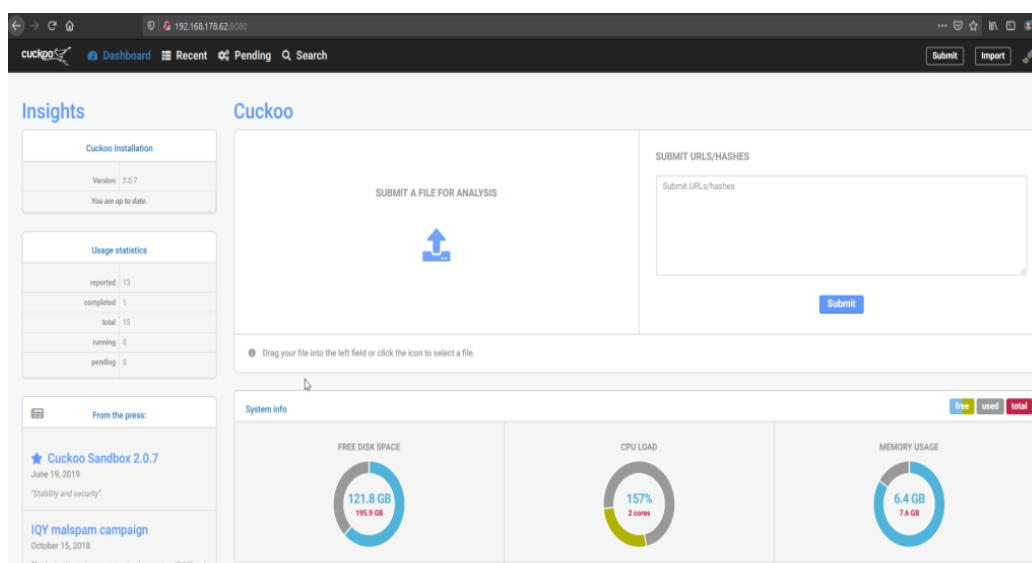 192.168.178.62:8080
cuckoo Dashboard Recent Pending Search Submit Import
Insights
Cuckoo Installation
Version 2.0.7
You are up to date.
Usage statistics
reported 13
completed 1
total 15
running 0
pending 0
From the press:
Cuckoo Sandbox 2.0.7
June 19, 2019
"Stability and security"
IQY malspam campaign
October 15, 2018
Cuckoo
SUBMIT A FILE FOR ANALYSIS
SUBMIT URLS/HASHES
Submit URLs/hashes
Submit
Drag your file into the left field or click the icon to select a file.
System info
free used total
FREE DISK SPACE
121.8 GB
195.9 GB
CPU LOAD
157%
2 cores
MEMORY USAGE
6.4 GB
7.6 GB